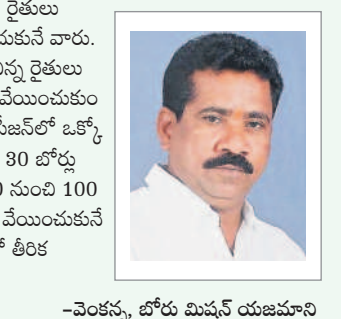 రైతులు
దుకునే వారు.
న్న రైతులు
వేయించుకుం
సీజన్‌లో ఒక్కో
30 బోర్లు
0 నుంచి 100
వేయించుకునే
తీరిక
-వెంకన్న, బోరు మిషన్ యజమాని